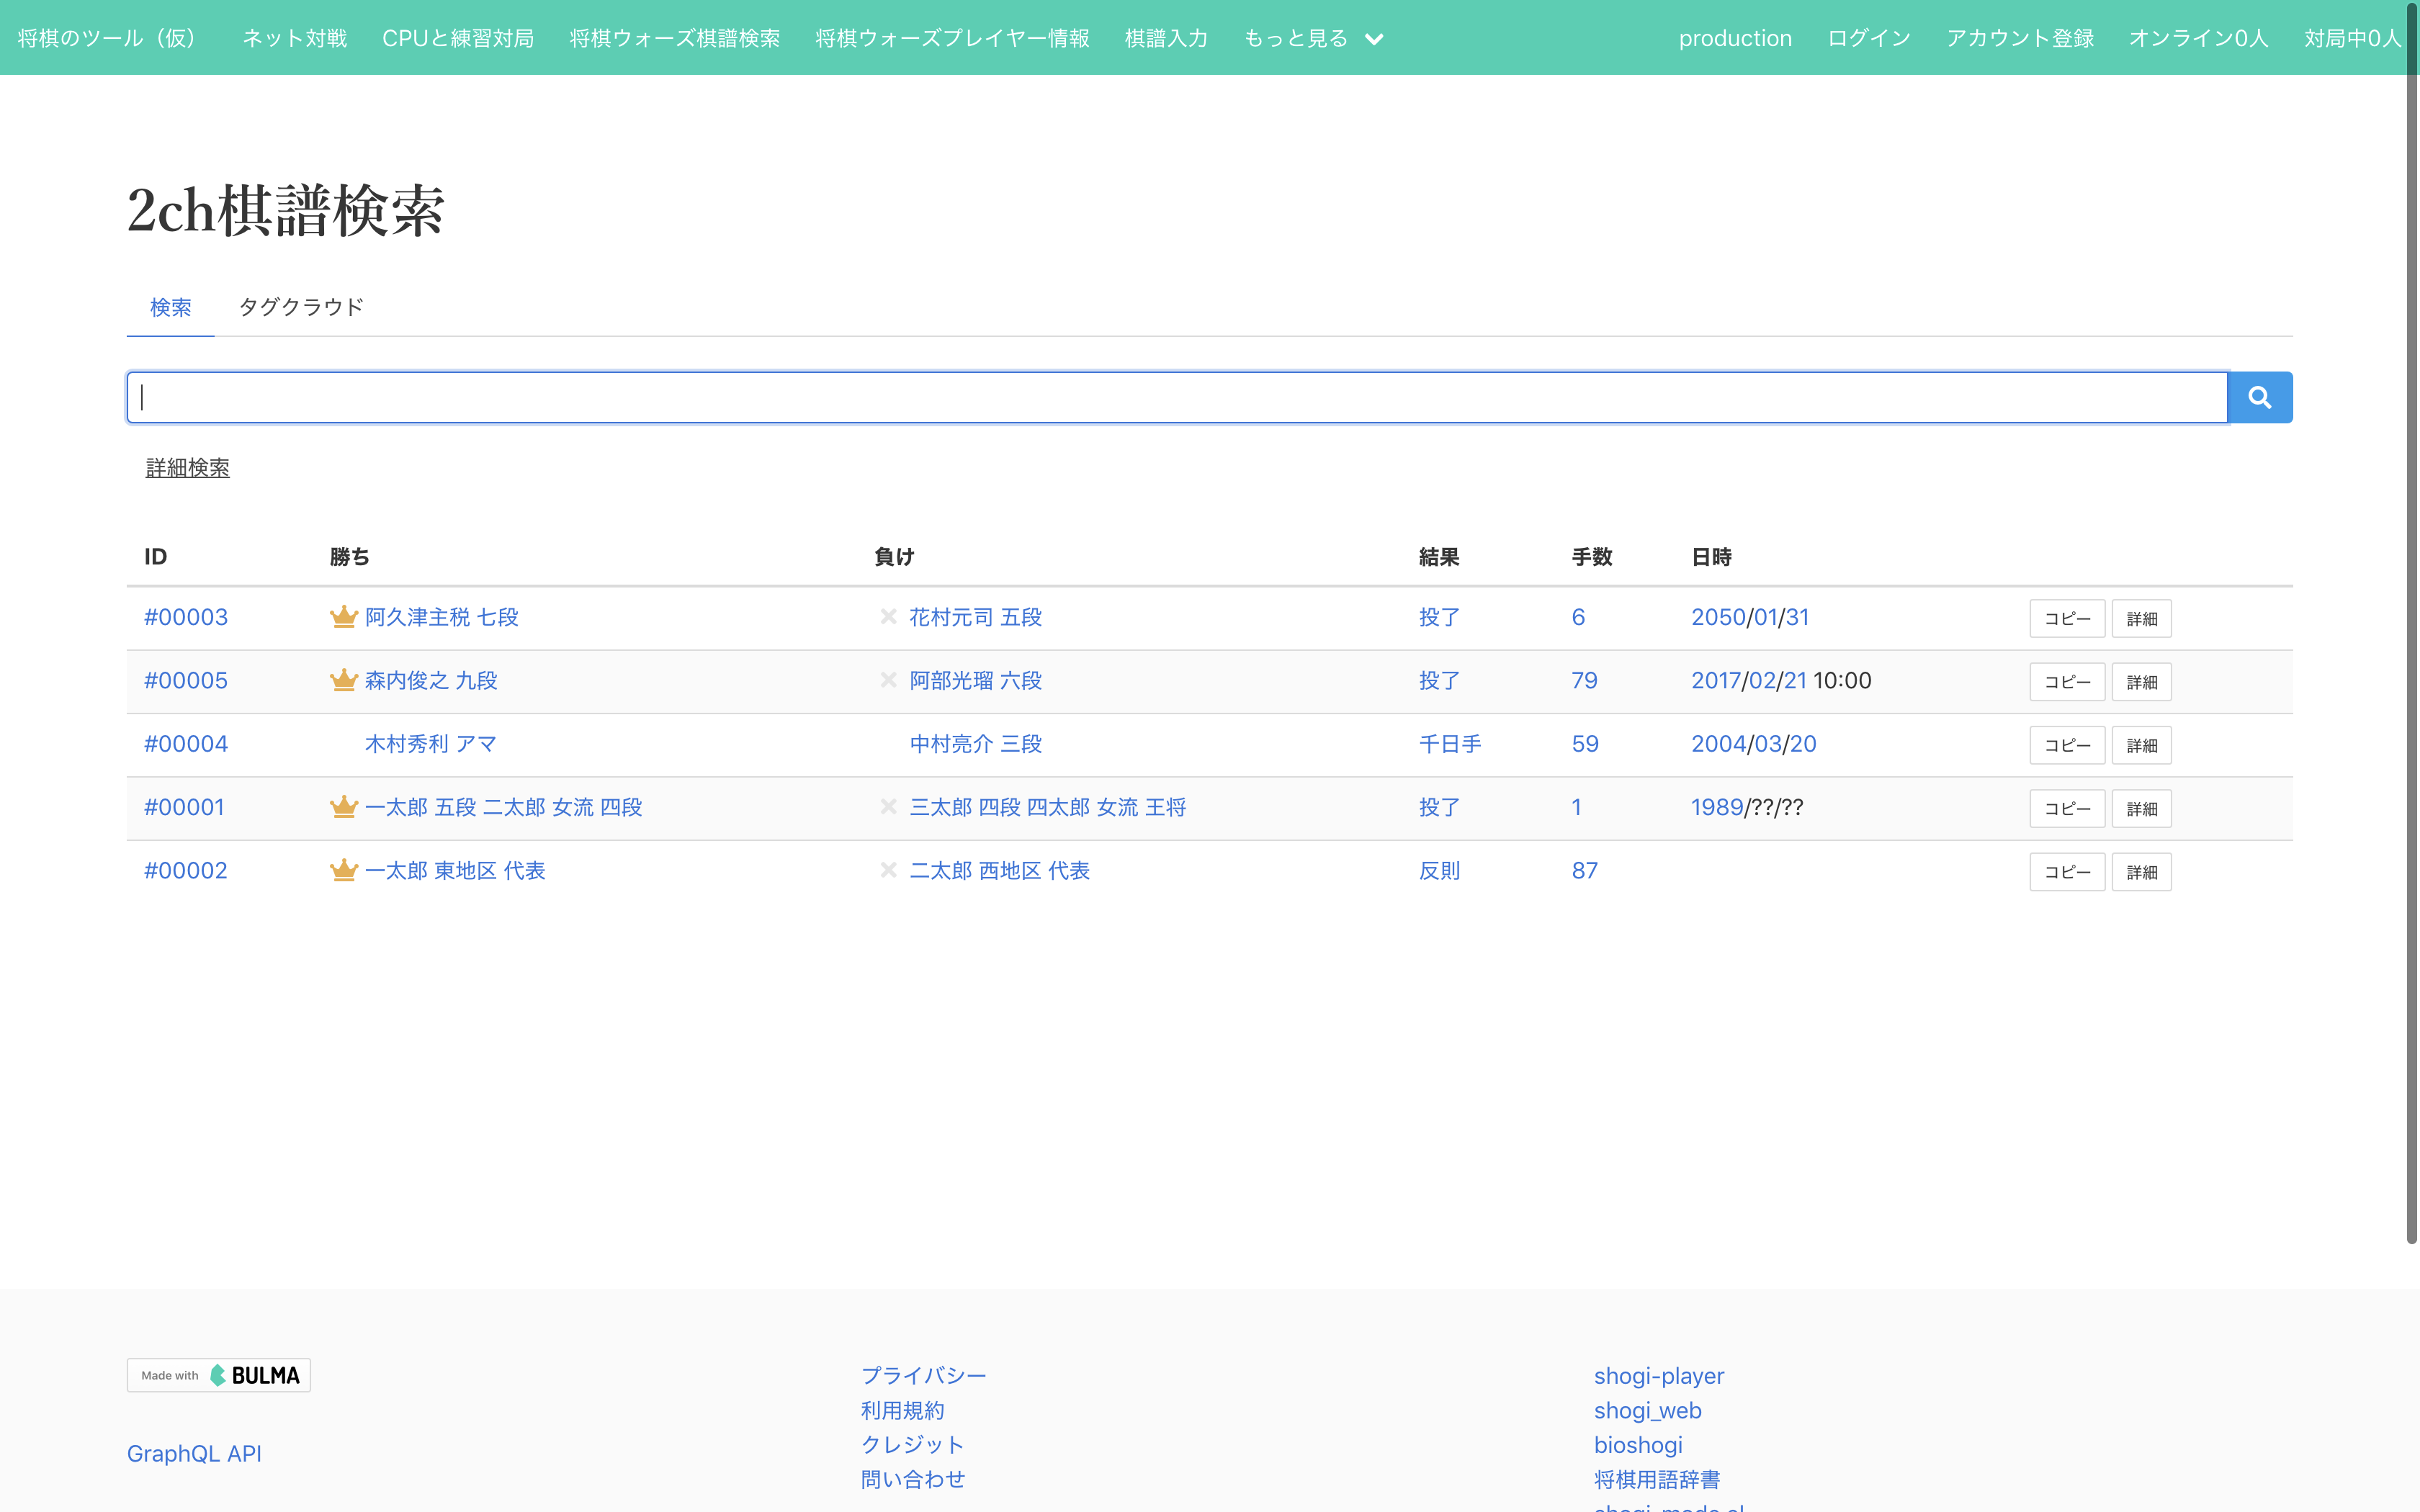 将棋のツール（仮） ネット対戦 CPUと練習対局 将棋ウォーズ棋譜検索 将棋ウォーズプレイヤー情報 棋譜入力 もっと見る production ログイン アカウント登録 オンライン0人 対局中0人
2ch棋譜検索
検索 タグクラウド
詳細検索
ID 勝ち 負け 結果 手数 日時
#00003 阿久津主税 七段 花村元司 五段 投了 6 2050/01/31 コピー 詳細
#00005 森内俊之 九段 阿部光瑠 六段 投了 79 2017/02/21 10:00 コピー 詳細
#00004 木村秀利 アマ 中村亮介 三段 千日手 59 2004/03/20 コピー 詳細
#00001 一太郎 五段 二太郎 女流 四段 三太郎 四段 四太郎 女流 王将 投了 1 1989/??/?? コピー 詳細
#00002 一太郎 東地区 代表 二太郎 西地区 代表 反則 87 コピー 詳細
Made with BULMA
GraphQL API
プライバシー
利用規約
クレジット
問い合わせ
shogi-player
shogi_web
bioshogi
将棋用語辞書